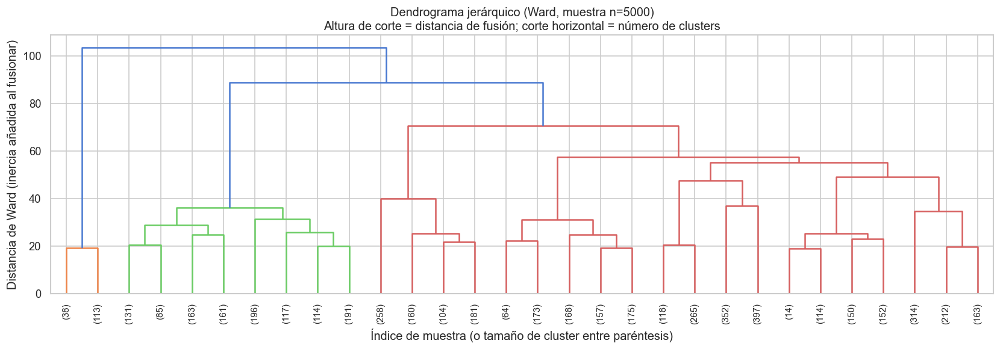 Dendrograma jerárquico (Ward, muestra n=5000)
Altura de corte = distancia de fusión; corte horizontal = número de clusters
Distancia de Ward (inercia añadida al fusionar)
100
80
60
40
20
0
(38) (113) (131) (85) (163) (161) (196) (117) (114) (191) (258) (160) (104) (181) (64) (173) (168) (157) (175) (118) (265) (352) (397) (14) (114) (150) (152) (314) (212) (163)
Índice de muestra (o tamaño de cluster entre paréntesis)